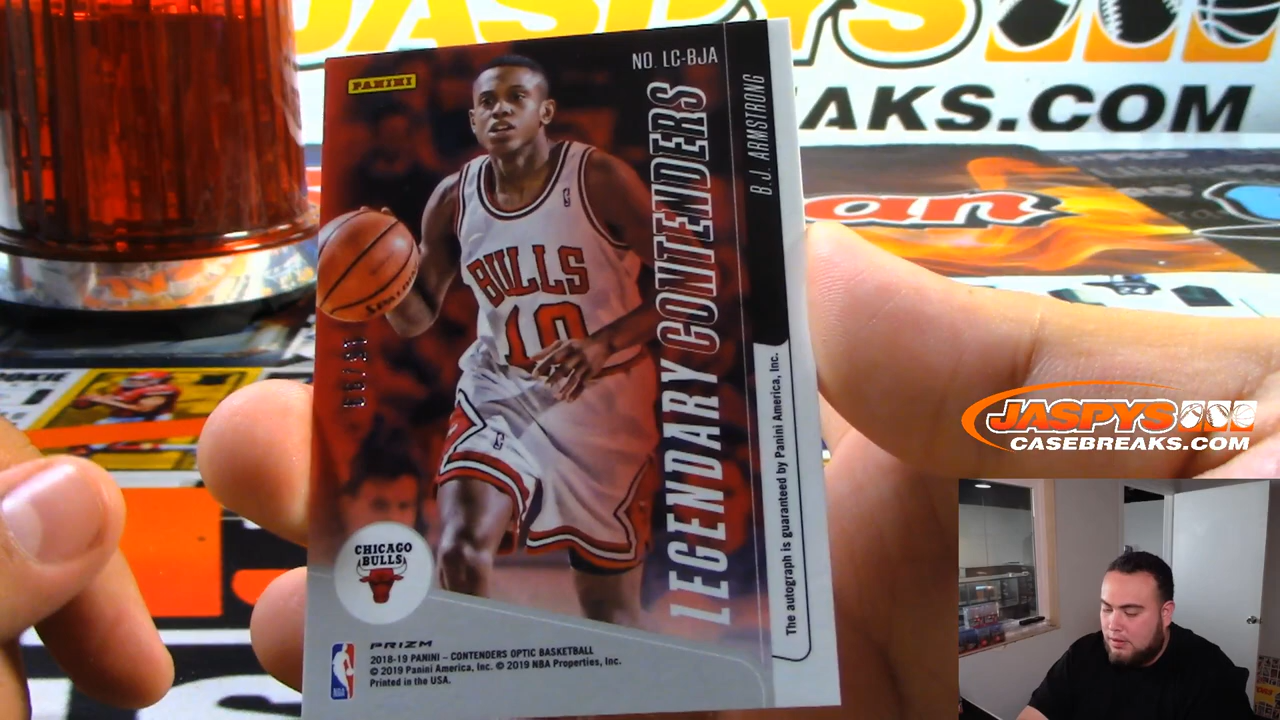 JASPYS
AKS.COM
an
PANINI
NO. LC-BJA
B.J. ARMSTRONG
LEGENDARY CONTENDERS
BULLS
10
The autograph is guaranteed by Panini America, Inc.
CHICAGO
BULLS
NBA
PRIZM
2018-19 PANINI – CONTENDERS OPTIC BASKETBALL
© 2019 Panini America, Inc. © 2019 NBA Properties, Inc.
Printed in the USA.
JASPYS
CASEBREAKS.COM